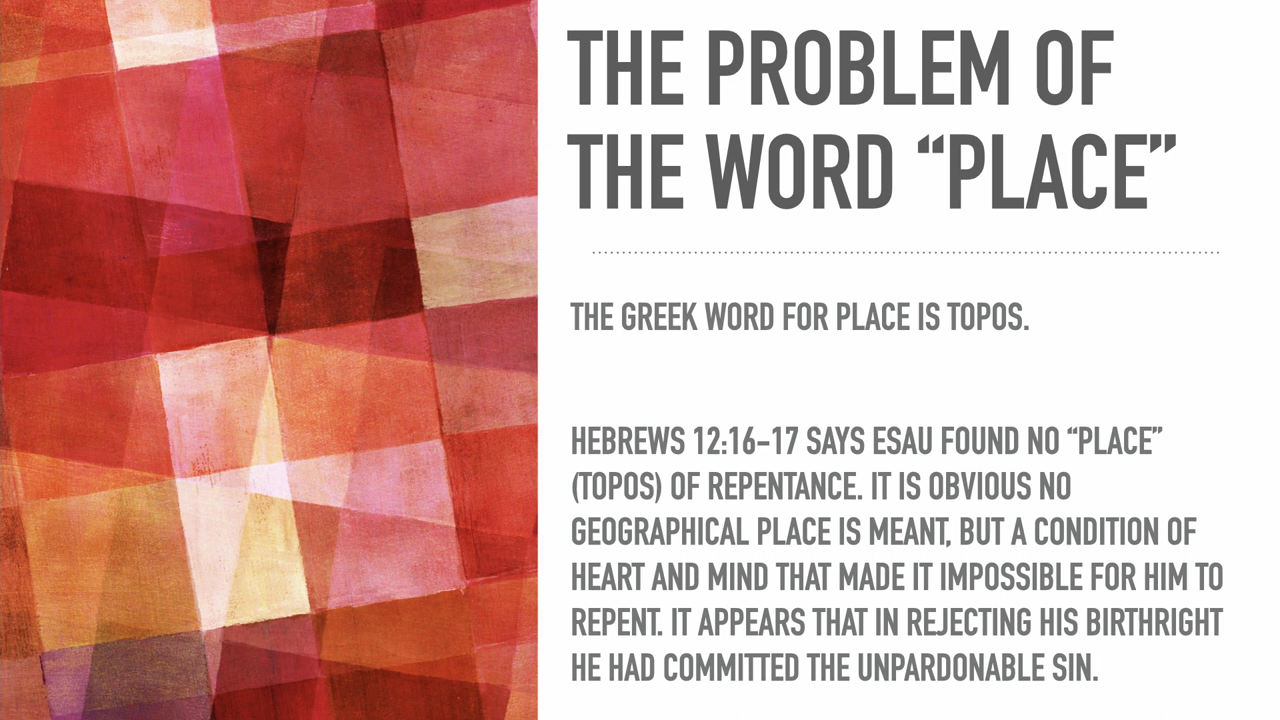 THE PROBLEM OF
THE WORD “PLACE”
THE GREEK WORD FOR PLACE IS TOPOS.
HEBREWS 12:16-17 SAYS ESAU FOUND NO “PLACE”
(TOPOS) OF REPENTANCE. IT IS OBVIOUS NO
GEOGRAPHICAL PLACE IS MEANT, BUT A CONDITION OF
HEART AND MIND THAT MADE IT IMPOSSIBLE FOR HIM TO
REPENT. IT APPEARS THAT IN REJECTING HIS BIRTHRIGHT
HE HAD COMMITTED THE UNPARDONABLE SIN.